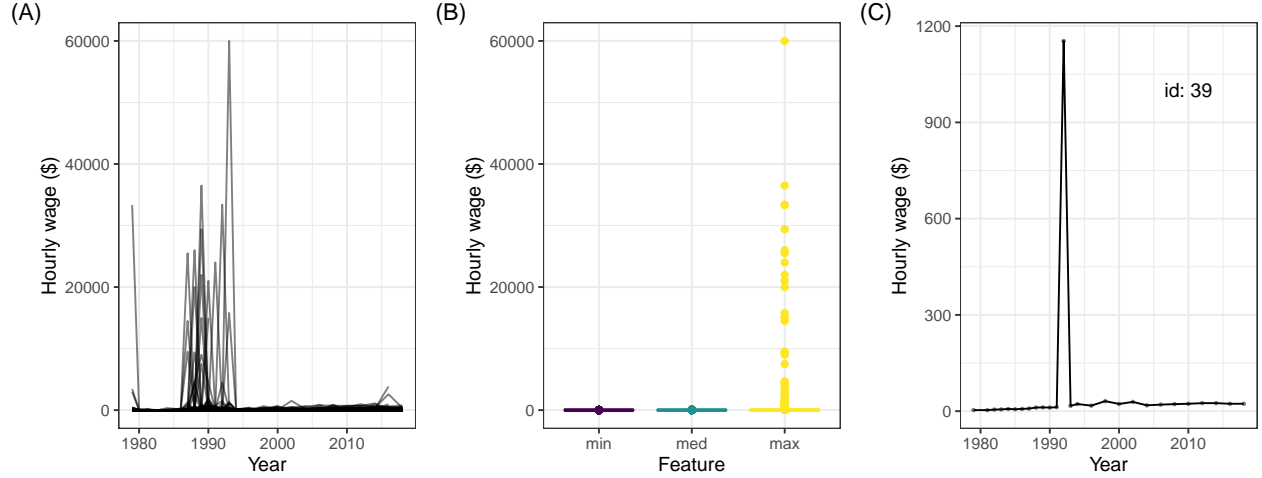 (A)
60000
40000
20000
0
Hourly wage ($)
1980 1990 2000 2010
Year
(B)
60000
40000
20000
0
Hourly wage ($)
min med max
Feature
(C)
1200
900
600
300
0
Hourly wage ($)
id: 39
1980 1990 2000 2010
Year